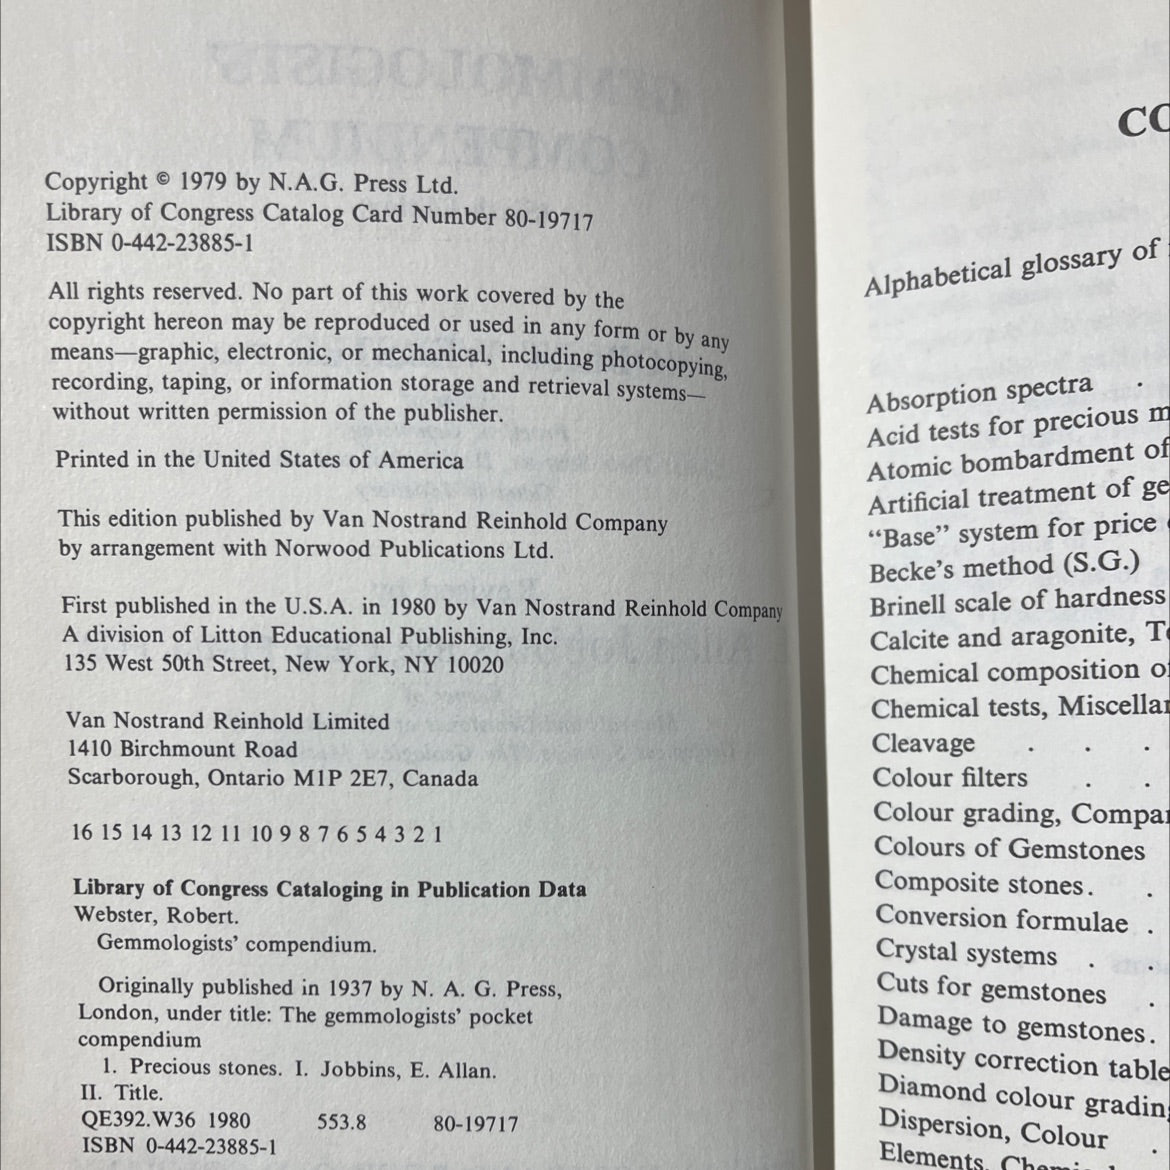 Copyright © 1979 by N.A.G. Press Ltd.
Library of Congress Catalog Card Number 80-19717
ISBN 0-442-23885-1
All rights reserved. No part of this work covered by the
copyright hereon may be reproduced or used in any form or by any
means—graphic, electronic, or mechanical, including photocopying,
recording, taping, or information storage and retrieval systems—
without written permission of the publisher.
Printed in the United States of America
This edition published by Van Nostrand Reinhold Company
by arrangement with Norwood Publications Ltd.
First published in the U.S.A. in 1980 by Van Nostrand Reinhold Company
A division of Litton Educational Publishing, Inc.
135 West 50th Street, New York, NY 10020
Van Nostrand Reinhold Limited
1410 Birchmount Road
Scarborough, Ontario M1P 2E7, Canada
16 15 14 13 12 11 10 9 8 7 6 5 4 3 2 1
Library of Congress Cataloging in Publication Data
Webster, Robert.
Gemmologists' compendium.
Originally published in 1937 by N. A. G. Press,
London, under title: The gemmologists' pocket
compendium
1. Precious stones. I. Jobbins, E. Allan.
II. Title.
QE392.W36 1980 553.8 80-19717
ISBN 0-442-23885-1
Alphabetical glossary of
Absorption spectra .
Acid tests for precious
Atomic bombardment of
Artificial treatment of
"Base" system for price
Becke's method (S.G.)
Brinell scale of hardness
Calcite and aragonite,
Chemical composition
Chemical tests,
Cleavage . . .
Colour filters . .
Colour grading,
Colours of Gemstones
Composite stones. .
Conversion formulae .
Crystal systems . .
Cuts for gemstones .
Damage to gemstones.
Density correction table
Diamond colour
Dispersion, Colour .
Elements,